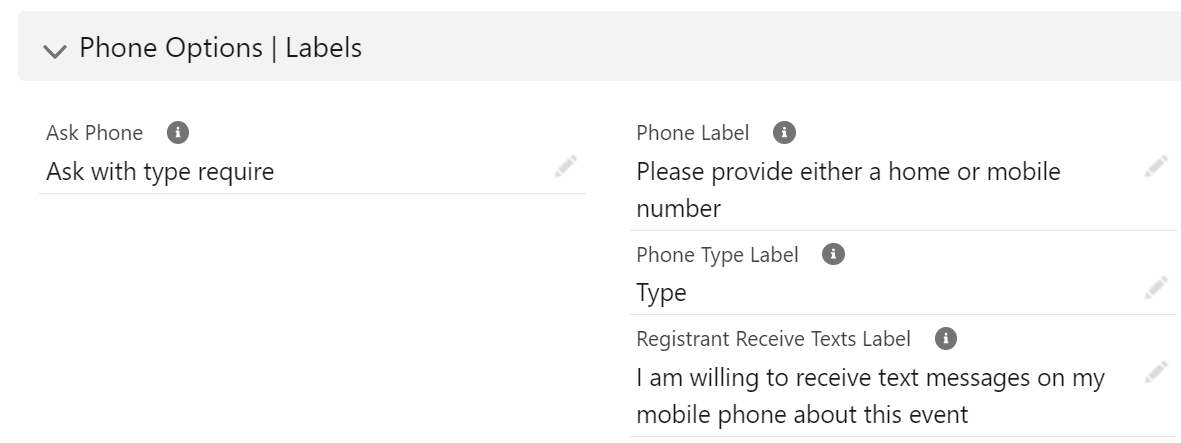 Phone Options | Labels
Ask Phone
Ask with type require
Phone Label
Please provide either a home or mobile
number
Phone Type Label
Type
Registrant Receive Texts Label
I am willing to receive text messages on my
mobile phone about this event